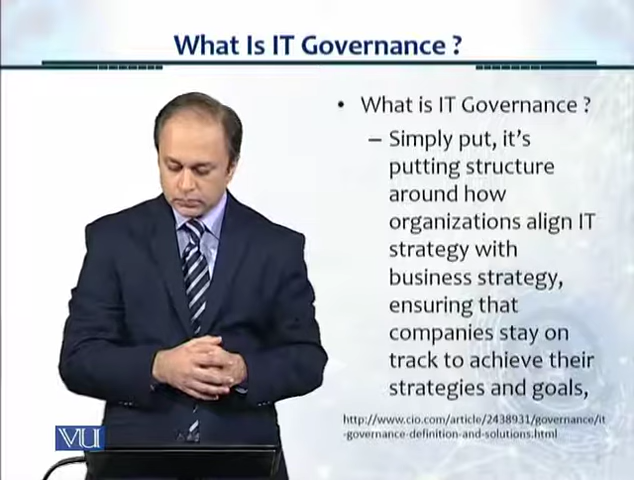 What Is IT Governance ?
• What is IT Governance ?
– Simply put, it's
putting structure
around how
organizations align IT
strategy with
business strategy,
ensuring that
companies stay on
track to achieve their
strategies and goals,
http://www.cio.com/article/2438931/governance/it
-governance-definition-and-solutions.html
VU